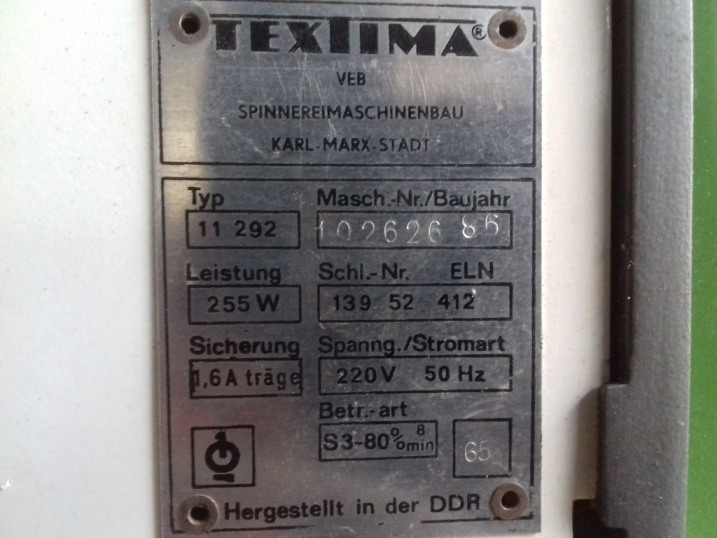 TEXTIMA®
VEB
SPINNEREIMASCHINENBAU
KARL-MARX-STADT
Typ Masch.-Nr./Baujahr
11 292 102626 85
Leistung Schl.-Nr. ELN
255 W 139 52 412
Sicherung Spanng./Stromart
1,6 A träge 220V 50 Hz
Betr.-art
S3-80% 8 min 65
Hergestellt in der DDR